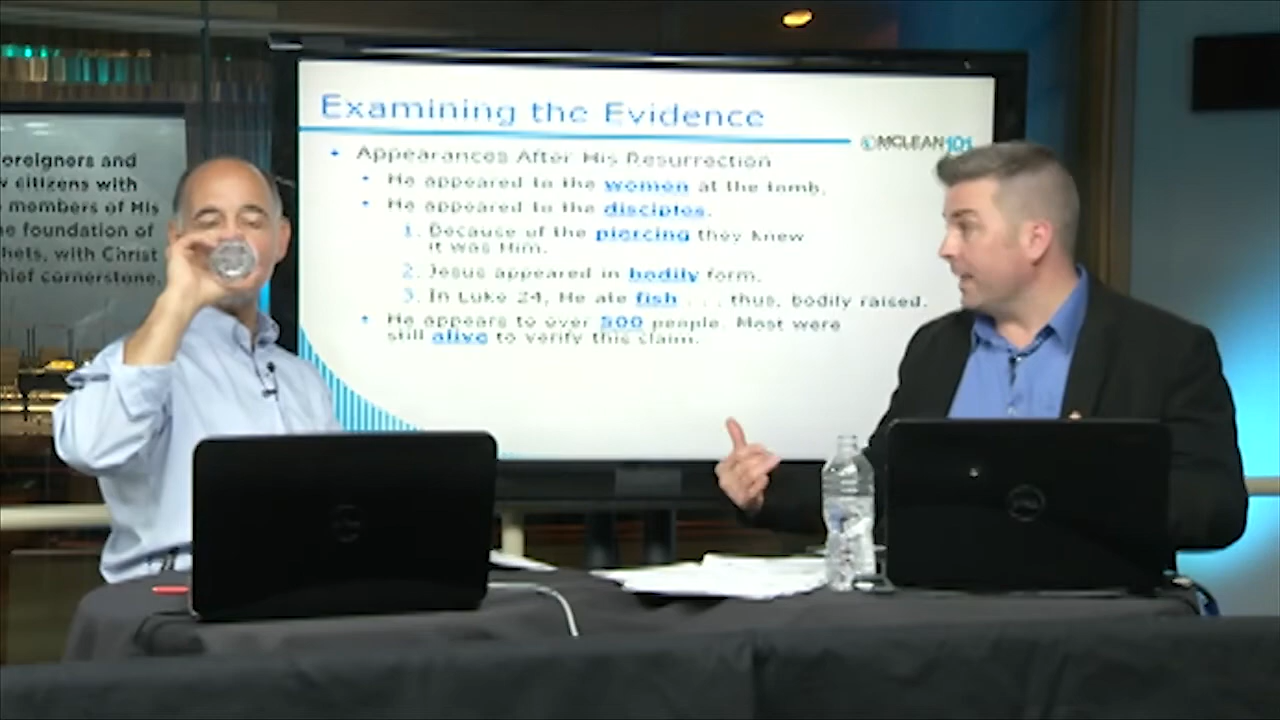 oreigners and
citizens with
members of His
foundation of
hets, with Christ
hief cornerstone.
Examining the Evidence
MCLEAN101
• Appearances After His Resurrection
• He appeared to the women at the tomb.
• He appeared to the disciples.
1. Because of the piercing they knew
it was Him.
2. Jesus appeared in bodily form.
3. In Luke 24, He ate fish . . . thus, bodily raised.
• He appears to over 500 people. Most were
still alive to verify this claim.
DELL